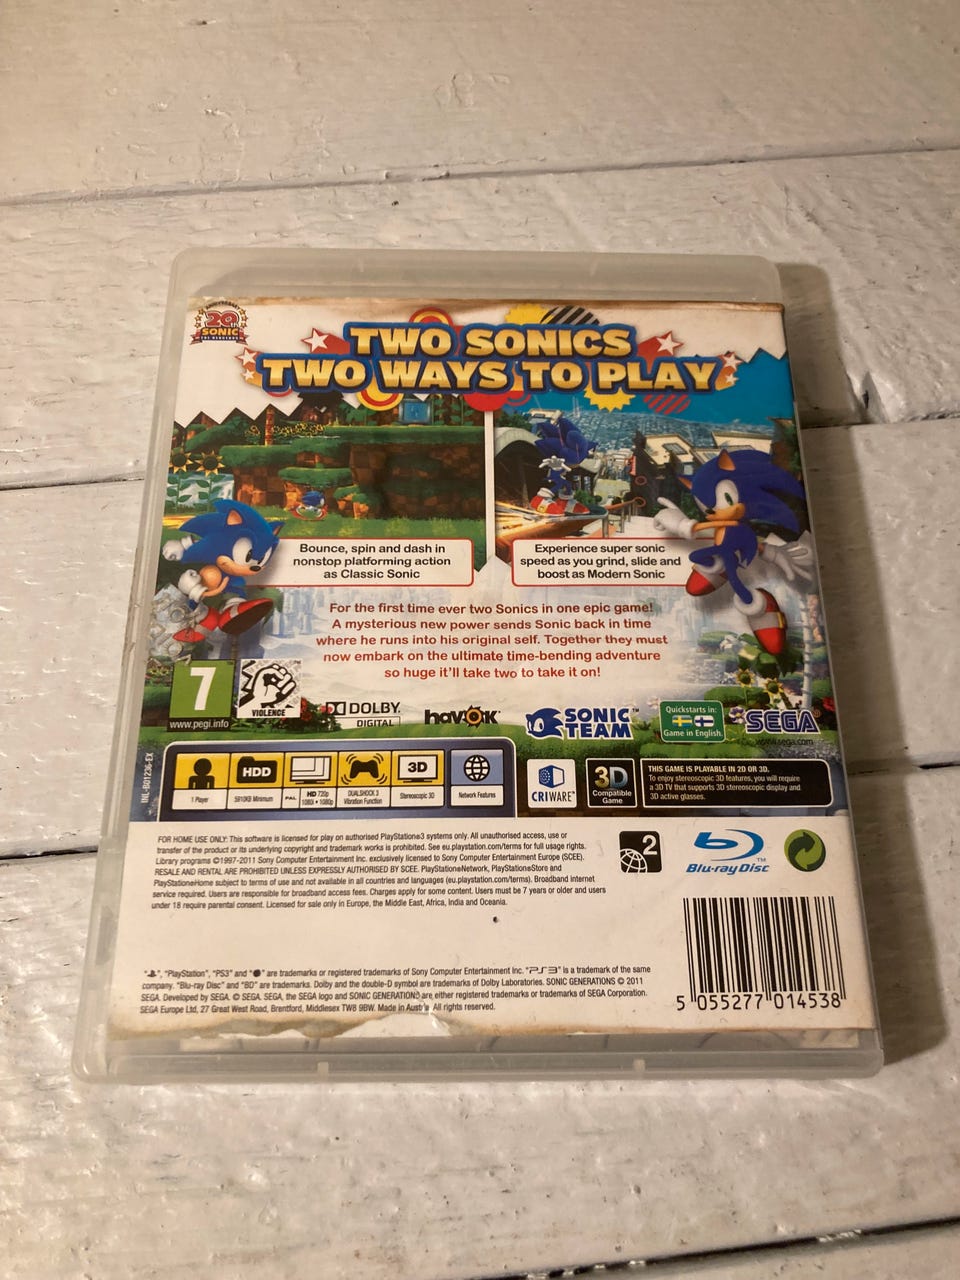 ANNIVERSARY
20th
SONIC
THE HEDGEHOG
TWO SONICS
TWO WAYS TO PLAY
Bounce, spin and dash in
nonstop platforming action
as Classic Sonic
Experience super sonic
speed as you grind, slide and
boost as Modern Sonic
For the first time ever two Sonics in one epic game!
A mysterious new power sends Sonic back in time
where he runs into his original self. Together they must
now embark on the ultimate time-bending adventure
so huge it'll take two to take it on!
7
www.pegi.info
VIOLENCE
DOLBY
DIGITAL
havok
SONIC
TEAM™
Quickstarts in:
Game in English.
SEGA®
www.sega.com
INL-B01236-EX
1 Player
HDD
5910KB Minimum
PAL
HD 720p
1080i • 1080p
DUALSHOCK 3
Vibration Function
3D
Stereoscopic 3D
Network Features
CRIWARE™
3D
Compatible
Game
THIS GAME IS PLAYABLE IN 2D OR 3D.
To enjoy stereoscopic 3D features, you will require
a 3D TV that supports 3D stereoscopic display and
3D active glasses.
FOR HOME USE ONLY: This software is licensed for play on authorised PlayStation®3 systems only. All unauthorised access, use or
transfer of the product or its underlying copyright and trademark works is prohibited. See eu.playstation.com/terms for full usage rights.
Library programs ©1997-2011 Sony Computer Entertainment Inc. exclusively licensed to Sony Computer Entertainment Europe (SCEE).
RESALE AND RENTAL ARE PROHIBITED UNLESS EXPRESSLY AUTHORISED BY SCEE. PlayStation®Network, PlayStation®Store and
PlayStation®Home subject to terms of use and not available in all countries and languages (eu.playstation.com/terms). Broadband internet
service required. Users are responsible for broadband access fees. Charges apply for some content. Users must be 7 years or older and users
under 18 require parental consent. Licensed for sale only in Europe, the Middle East, Africa, India and Oceania.
2
Blu-ray Disc™
", "PlayStation", "PS3" and "" are trademarks or registered trademarks of Sony Computer Entertainment Inc. "PS3" is a trademark of the same
company. "Blu-ray Disc" and "BD" are trademarks. Dolby and the double-D symbol are trademarks of Dolby Laboratories. SONIC GENERATIONS © 2011
SEGA. Developed by SEGA. © SEGA. SEGA, the SEGA logo and SONIC GENERATIONS are either registered trademarks or trademarks of SEGA Corporation.
SEGA Europe Ltd, 27 Great West Road, Brentford, Middlesex TW8 9BW. Made in Austria. All rights reserved.
5 055277 014538